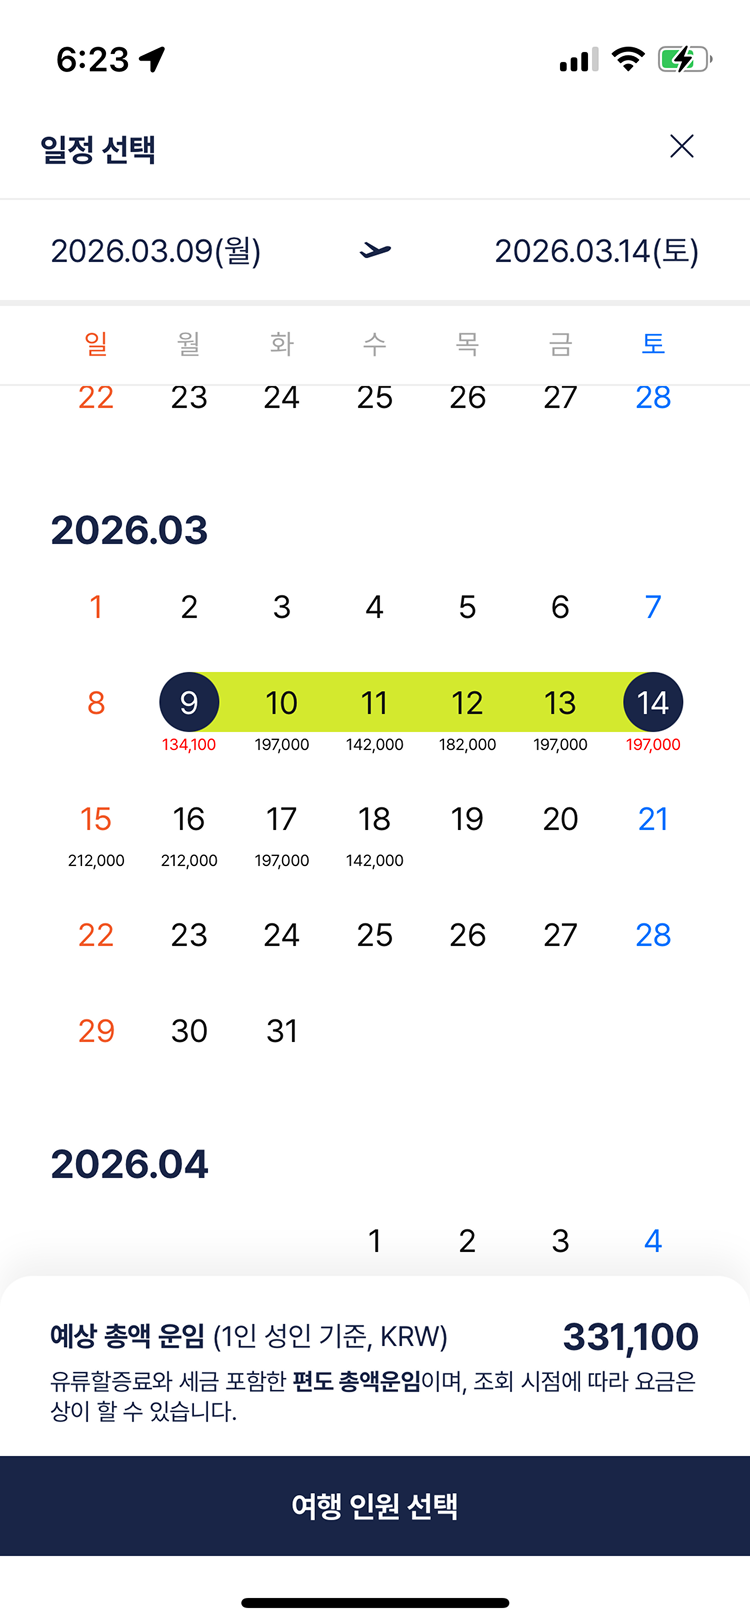 6:23
일정 선택
2026.03.09(월) 2026.03.14(토)
일 월 화 수 목 금 토
22 23 24 25 26 27 28
2026.03
1 2 3 4 5 6 7
8 9 10 11 12 13 14
134,100 197,000 142,000 182,000 197,000 197,000
15 16 17 18 19 20 21
212,000 212,000 197,000 142,000
22 23 24 25 26 27 28
29 30 31
2026.04
1 2 3 4
예상 총액 운임 (1인 성인 기준, KRW) 331,100
유류할증료와 세금 포함한 편도 총액운임이며, 조회 시점에 따라 요금은
상이 할 수 있습니다.
여행 인원 선택